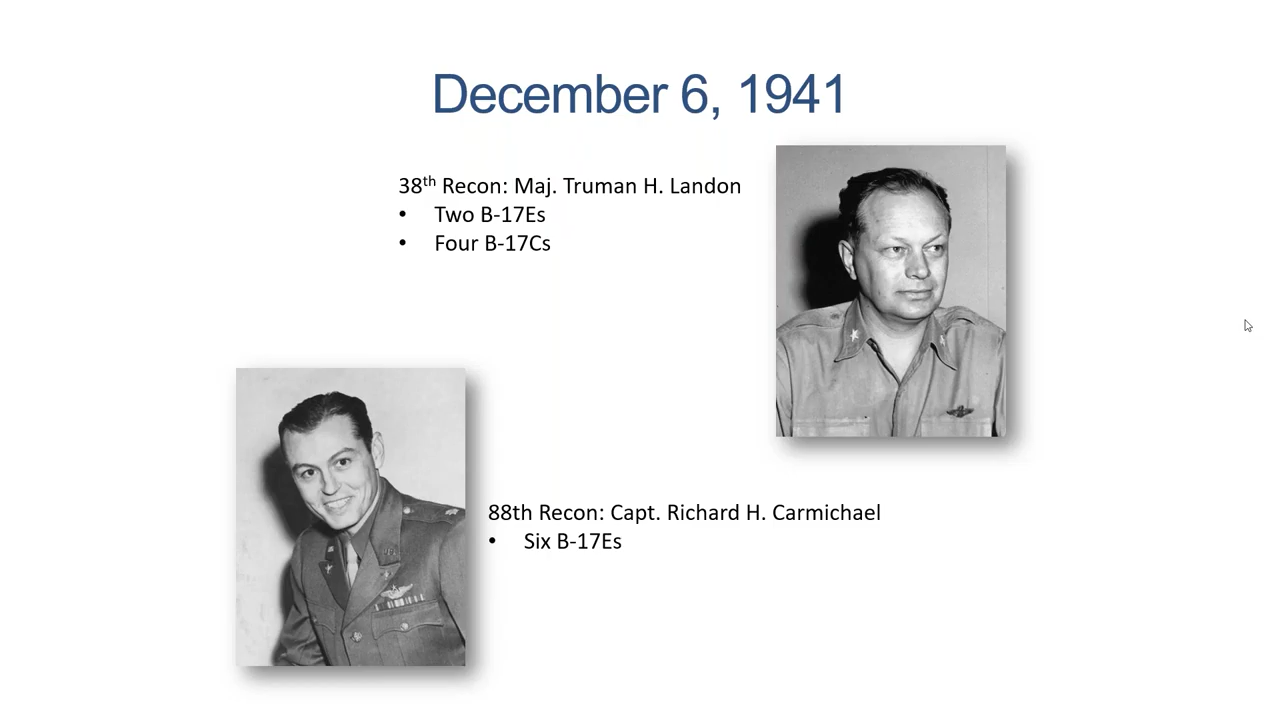 December 6, 1941
38th Recon: Maj. Truman H. Landon
• Two B-17Es
• Four B-17Cs
88th Recon: Capt. Richard H. Carmichael
• Six B-17Es